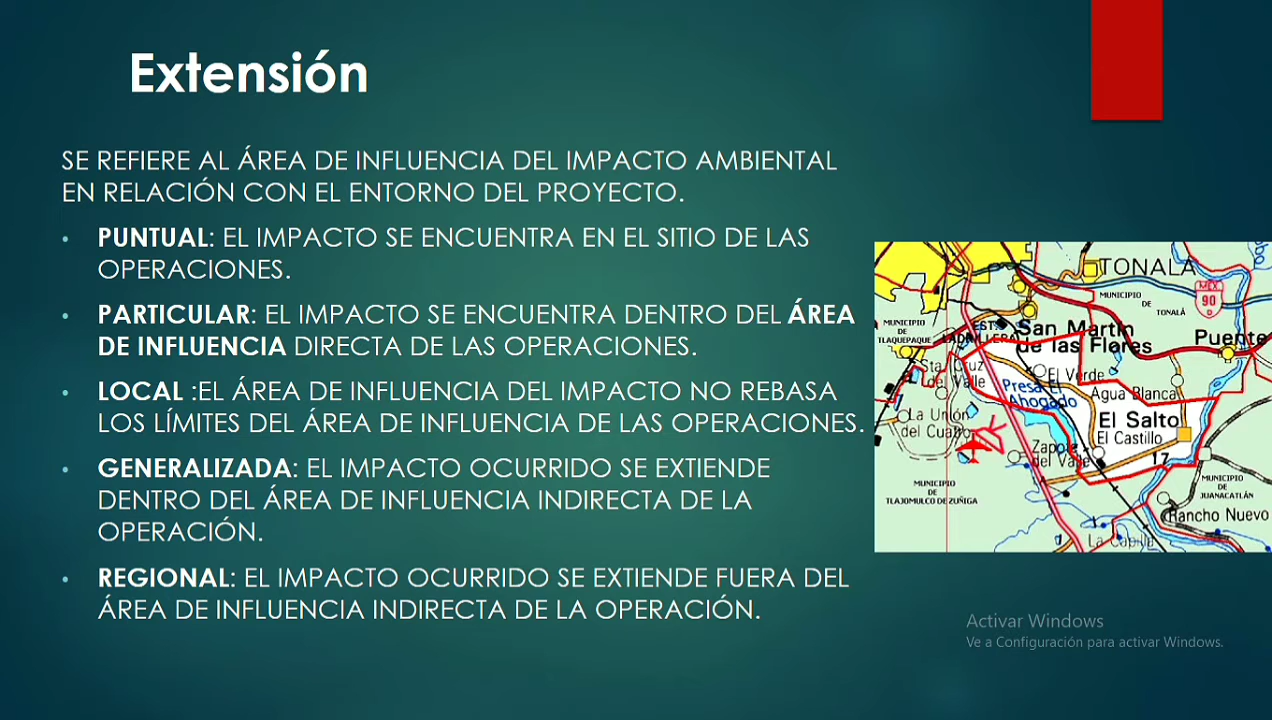 Extensión
SE REFIERE AL ÁREA DE INFLUENCIA DEL IMPACTO AMBIENTAL
EN RELACIÓN CON EL ENTORNO DEL PROYECTO.
• PUNTUAL: EL IMPACTO SE ENCUENTRA EN EL SITIO DE LAS
OPERACIONES.
• PARTICULAR: EL IMPACTO SE ENCUENTRA DENTRO DEL ÁREA
DE INFLUENCIA DIRECTA DE LAS OPERACIONES.
• LOCAL :EL ÁREA DE INFLUENCIA DEL IMPACTO NO REBASA
LOS LÍMITES DEL ÁREA DE INFLUENCIA DE LAS OPERACIONES.
• GENERALIZADA: EL IMPACTO OCURRIDO SE EXTIENDE
DENTRO DEL ÁREA DE INFLUENCIA INDIRECTA DE LA
OPERACIÓN.
• REGIONAL: EL IMPACTO OCURRIDO SE EXTIENDE FUERA DEL
ÁREA DE INFLUENCIA INDIRECTA DE LA OPERACIÓN.
TONALA
MUNICIPIO
DE
TONALÁ
MEX
90
D
MUNICIPIO
DE
TLAQUEPAQUE
EST.
LADRILLERA
San Martín
de las Flores
Puente
Sta. Cruz
del Valle
El Verde
Presa El
Ahogado
Agua Blanca
La Unión
del Cuatro
El Salto
El Castillo
Zapote
del Valle
17
MUNICIPIO
DE
TLAJOMULCO DE ZUÑIGA
MUNICIPIO
DE
JUANACATLÁN
Rancho Nuevo
La Capilla
Activar Windows
Ve a Configuración para activar Windows.